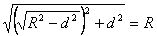 √((√(R² − d²))² + d²) = R